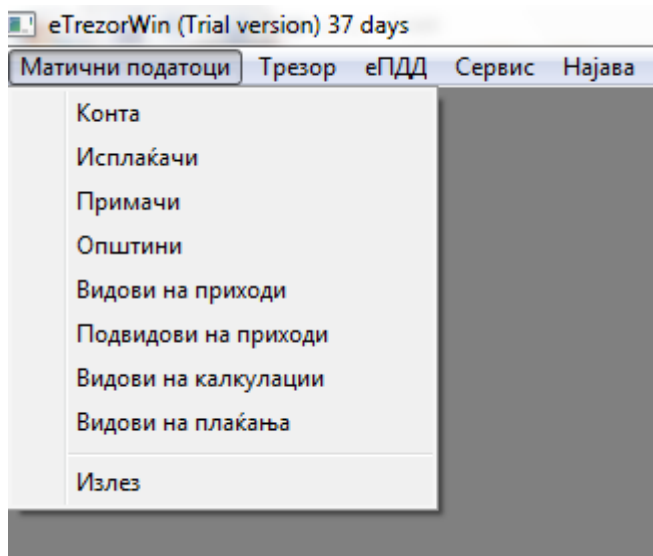 eTrezorWin (Trial version) 37 days
Матични податоци Трезор еПДД Сервис Најава
Конта
Исплаќачи
Примачи
Општини
Видови на приходи
Подвидови на приходи
Видови на калкулации
Видови на плаќања
Излез